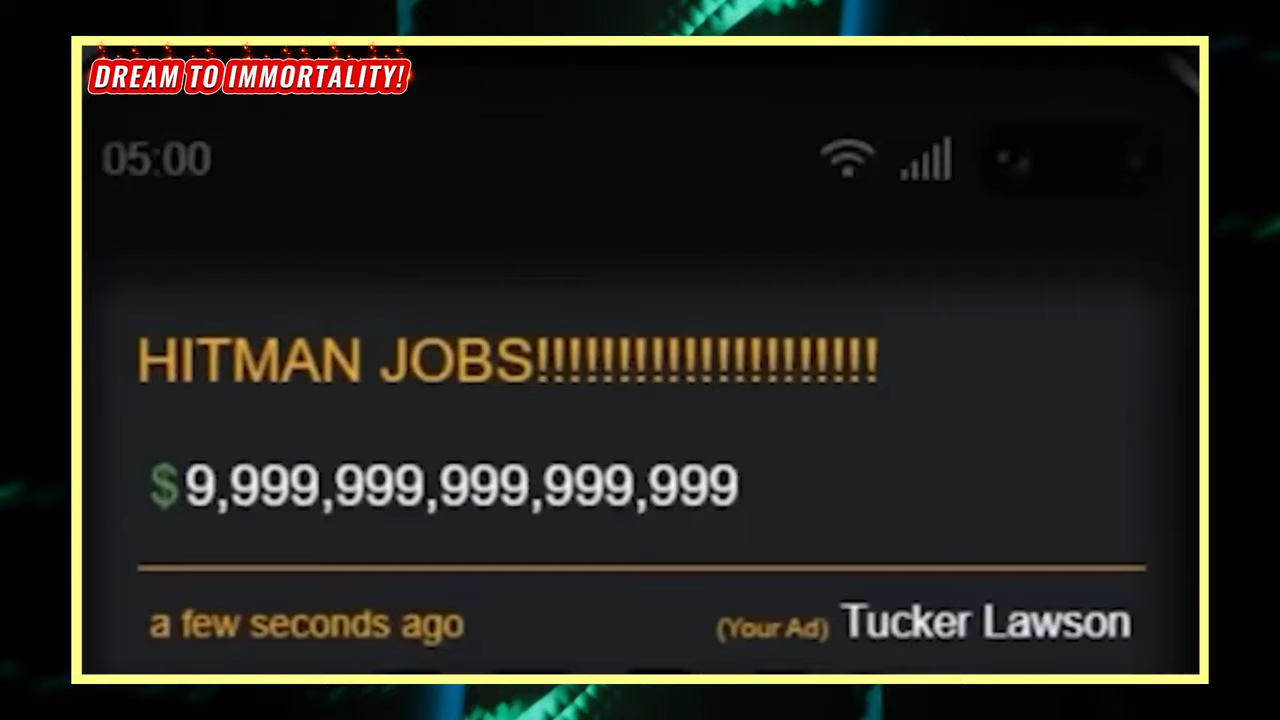 DREAM TO IMMORTALITY!
05:00
HITMAN JOBS!!!!!!!!!!!!!!!!!!!!!
$9,999,999,999,999,999
a few seconds ago (Your Ad) Tucker Lawson